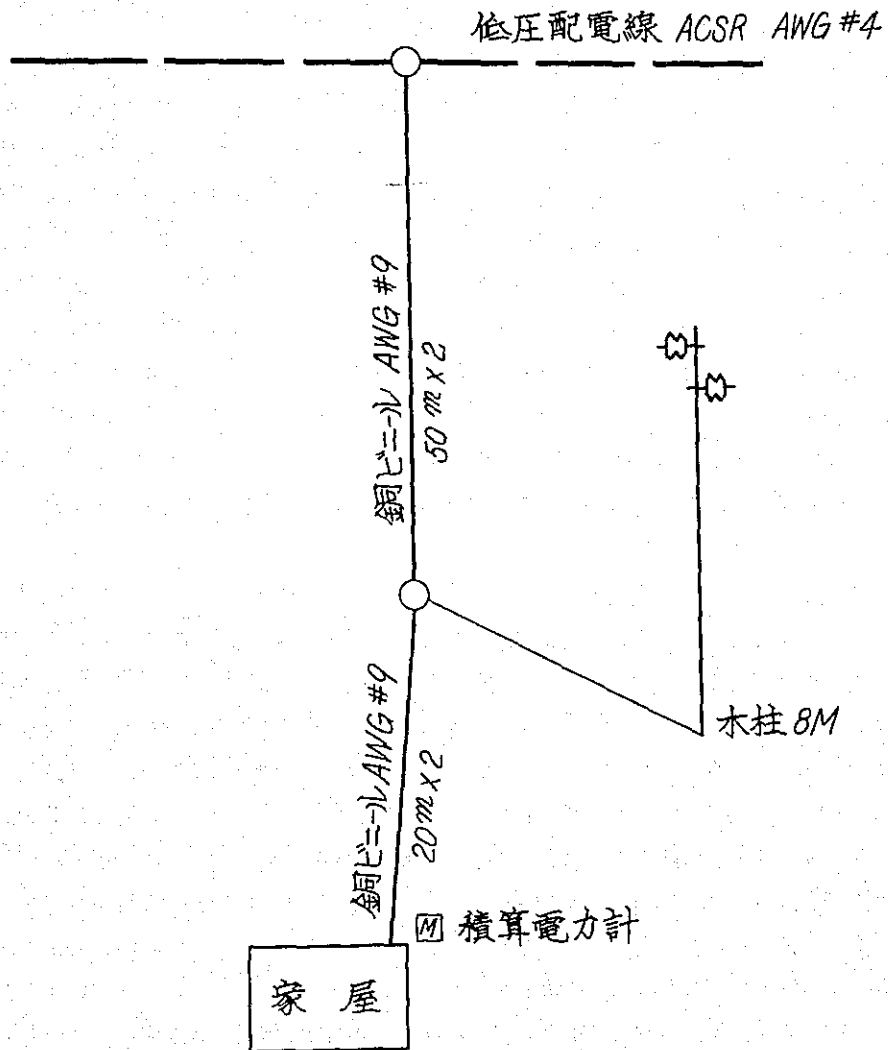 低圧配電線 ACSR AWG #4
銅ビニール AWG #9
50m×2
木柱 8M
銅ビニール AWG #9
20m×2
M 積算電力計
家屋